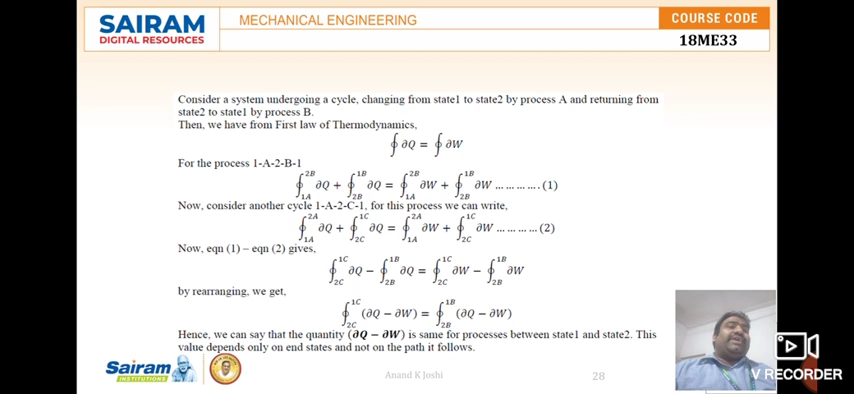 SAIRAM
DIGITAL RESOURCES
MECHANICAL ENGINEERING
COURSE CODE
18ME33
Consider a system undergoing a cycle, changing from state1 to state2 by process A and returning from
state2 to state1 by process B.
Then, we have from First law of Thermodynamics,
∮ ∂Q = ∮ ∂W
For the process 1-A-2-B-1
∮_{1A}^{2B} ∂Q + ∮_{2B}^{1B} ∂Q = ∮_{1A}^{2B} ∂W + ∮_{2B}^{1B} ∂W ... ... ... ... (1)
Now, consider another cycle 1-A-2-C-1, for this process we can write,
∮_{1A}^{2A} ∂Q + ∮_{2C}^{1C} ∂Q = ∮_{1A}^{2A} ∂W + ∮_{2C}^{1C} ∂W ... ... ... ... (2)
Now, eqn (1) – eqn (2) gives,
∮_{2C}^{1C} ∂Q − ∮_{2B}^{1B} ∂Q = ∮_{2C}^{1C} ∂W − ∮_{2B}^{1B} ∂W
by rearranging, we get,
∮_{2C}^{1C} (∂Q − ∂W) = ∮_{2B}^{1B} (∂Q − ∂W)
Hence, we can say that the quantity (∂Q − ∂W) is same for processes between state1 and state2. This
value depends only on end states and not on the path it follows.
Sairam
INSTITUTIONS
Anand K Joshi
28
V RECORDER